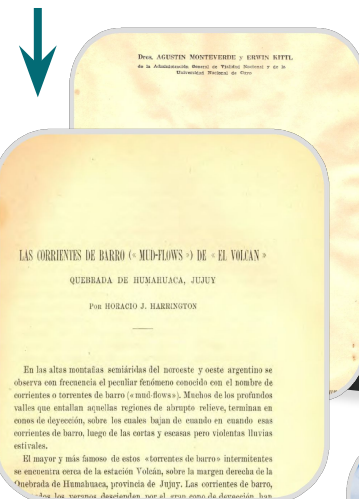 Dres. AGUSTIN MONTEVERDE y ERWIN KITTL
de la Administración General de Vialidad Nacional y de la
Universidad Nacional de Cuyo
LAS CORRIENTES DE BARRO (« MUD-FLOWS ») DE « EL VOLCAN »
QUEBRADA DE HUMAHUACA, JUJUY
POR HORACIO J. HARRINGTON
En las altas montañas semiáridas del noroeste y oeste argentino se
observa con frecuencia el peculiar fenómeno conocido con el nombre de
corrientes o torrentes de barro (« mud-flows »). Muchos de los profundos
valles que entallan aquellas regiones de abrupto relieve, terminan en
conos de deyección, sobre los cuales bajan de cuando en cuando esas
corrientes de barro, luego de las cortas y escasas pero violentas lluvias
estivales.
El mayor y más famoso de estos «torrentes de barro» intermitentes
se encuentra cerca de la estación Volcán, sobre la margen derecha de la
Quebrada de Humahuaca, provincia de Jujuy. Las corrientes de barro,
los veranos descienden por el gran cono de deyección, han